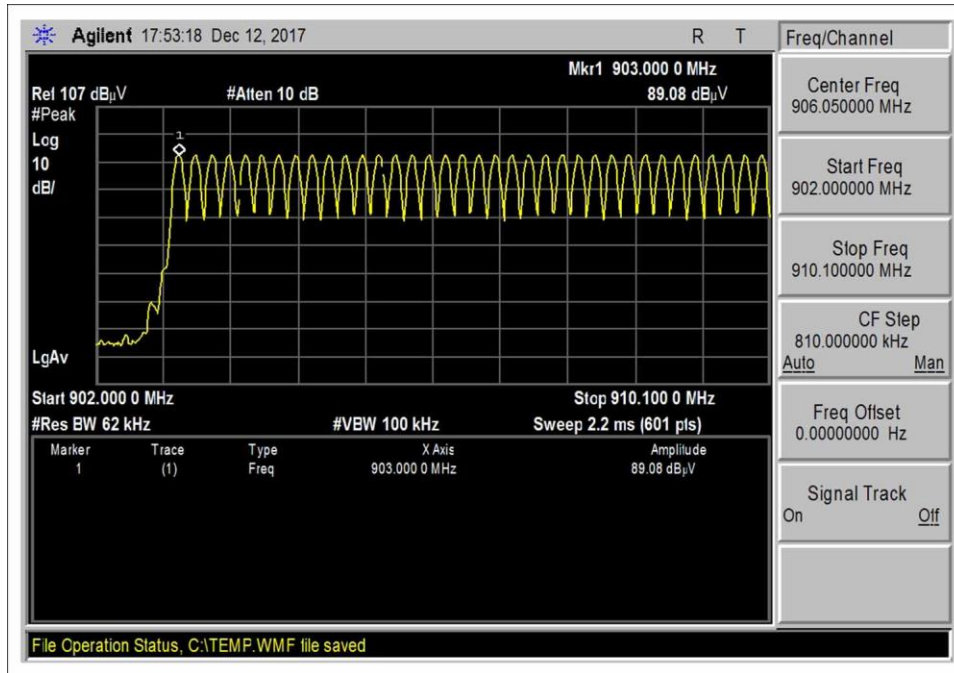 Agilent 17:53:18 Dec 12, 2017 R T
Mkr1 903.000 0 MHz
Ref 107 dBµV #Atten 10 dB 89.08 dBµV
#Peak
Log
10
dB/
1
LgAv
Start 902.000 0 MHz Stop 910.100 0 MHz
#Res BW 62 kHz #VBW 100 kHz Sweep 2.2 ms (601 pts)
Marker Trace Type X Axis Amplitude
1 (1) Freq 903.000 0 MHz 89.08 dBµV
File Operation Status, C:\TEMP.WMF file saved
Freq/Channel
Center Freq
906.050000 MHz
Start Freq
902.000000 MHz
Stop Freq
910.100000 MHz
CF Step
810.000000 kHz
Auto Man
Freq Offset
0.00000000 Hz
Signal Track
On Off